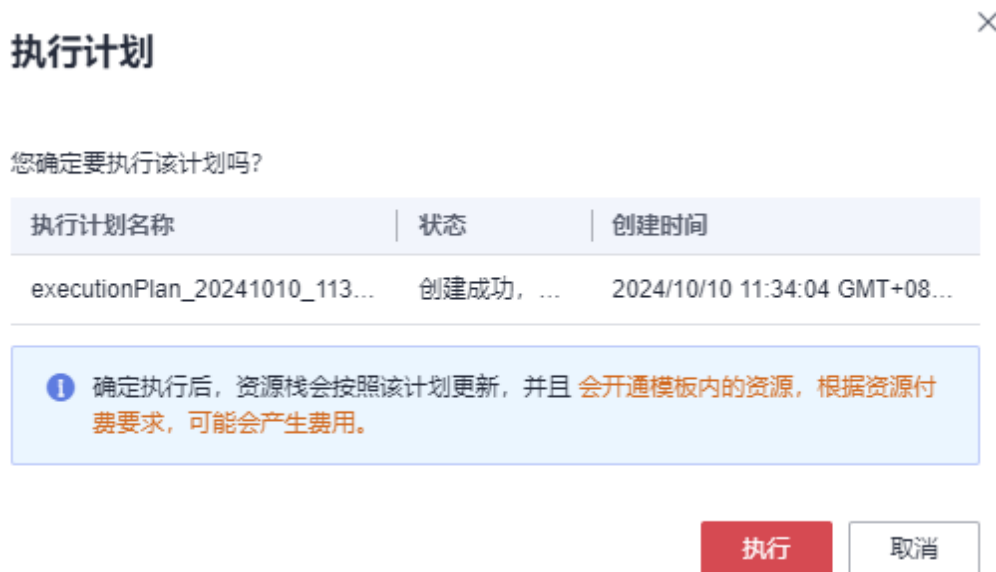 执行计划
您确定要执行该计划吗?
执行计划名称 状态 创建时间
executionPlan_20241010_113... 创建成功，... 2024/10/10 11:34:04 GMT+08...
确定执行后，资源栈会按照该计划更新，并且 会开通模板内的资源，根据资源付
费要求，可能会产生费用。
执行 取消